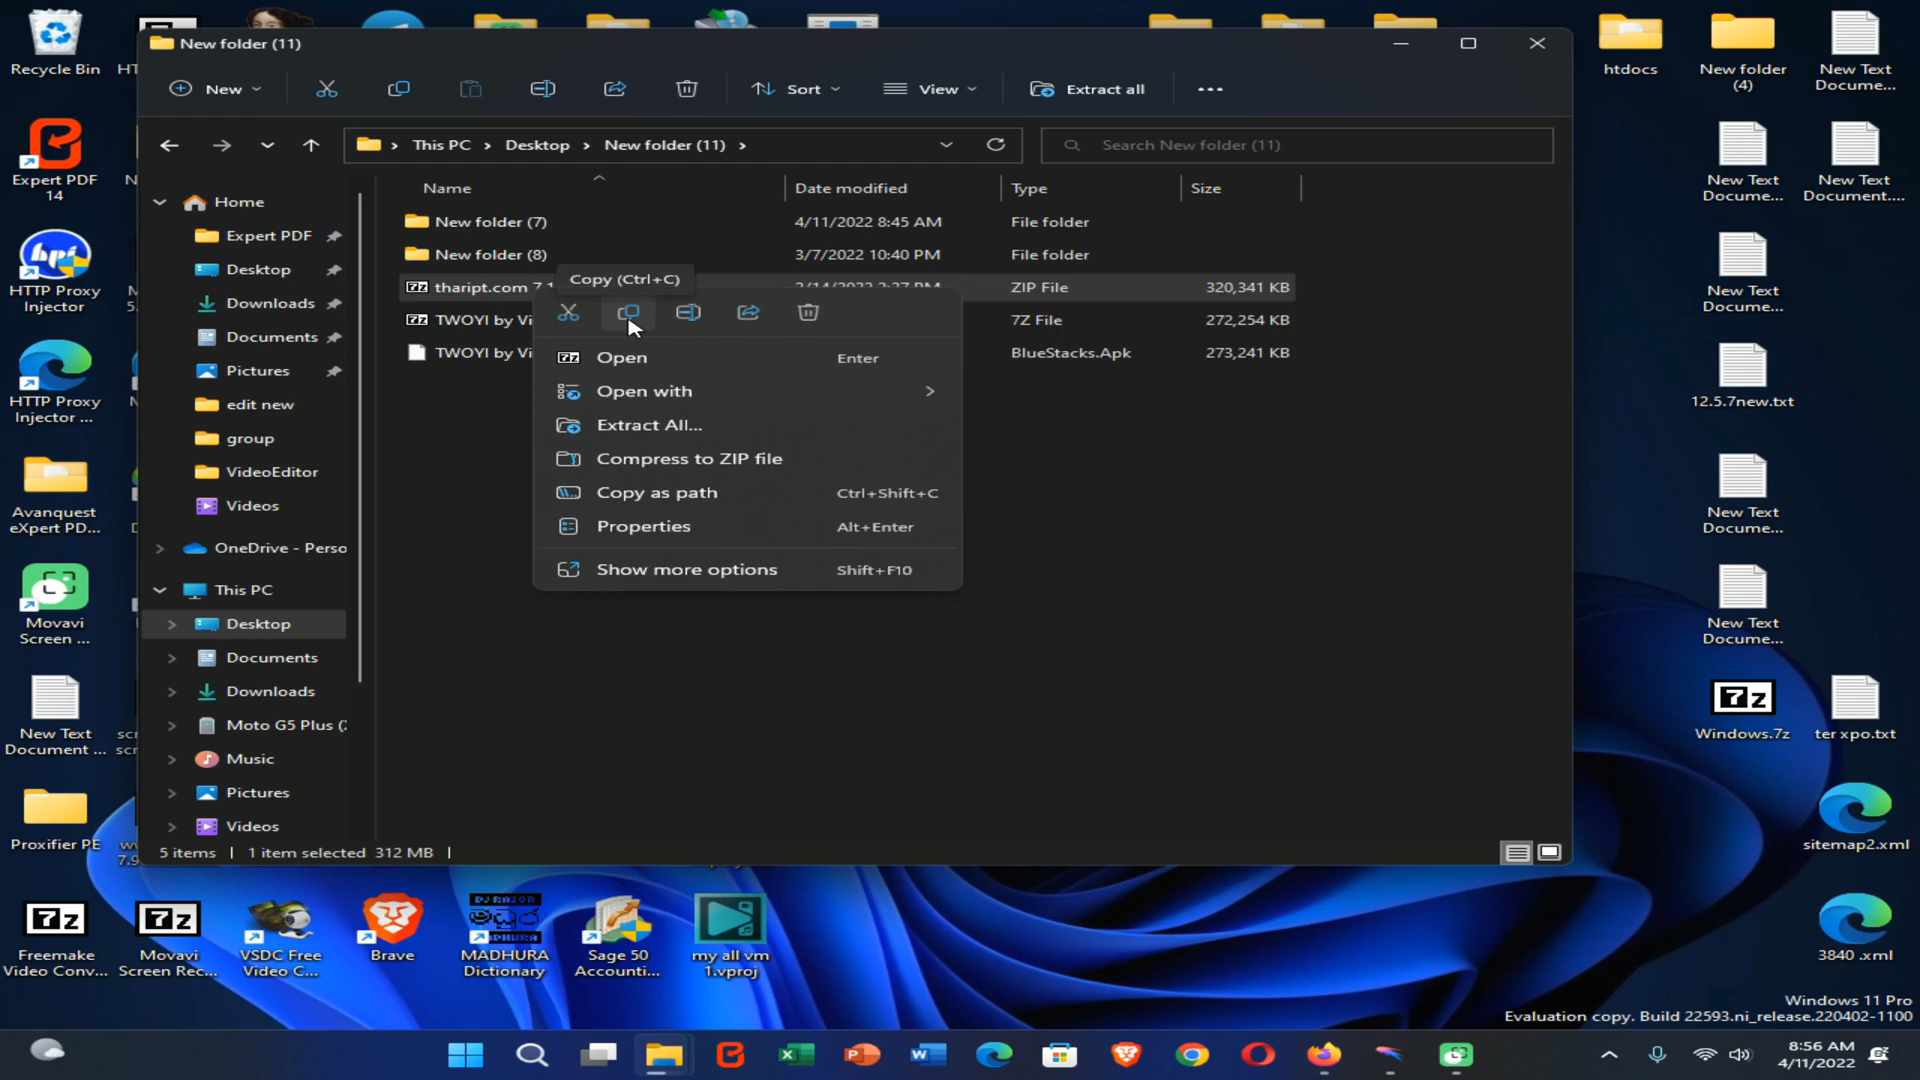 Recycle Bin
New folder (11)
htdocs
New folder (4)
New Text Docume...
New
Sort
View
Extract all
This PC
Desktop
New folder (11)
Search New folder (11)
Expert PDF 14
Name
Date modified
Type
Size
New Text Docume...
New Text Document....
Home
New folder (7)
4/11/2022 8:45 AM
File folder
Expert PDF
New folder (8)
3/7/2022 10:40 PM
File folder
Desktop
Copy (Ctrl+C)
thaript.com
ZIP File
320,341 KB
HTTP Proxy Injector
Downloads
TWOYI by
7Z File
272,254 KB
New Text Docume...
Documents
TWOYI by
BlueStacks.Apk
273,241 KB
Pictures
Open
Enter
edit new
Open with
HTTP Proxy Injector ...
12.5.7new.txt
group
Extract All...
VideoEditor
Compress to ZIP file
Videos
Copy as path
Ctrl+Shift+C
Avanquest eXpert PD...
Properties
Alt+Enter
New Text Docume...
OneDrive - Perso
Show more options
Shift+F10
This PC
Desktop
Movavi Screen ...
New Text Docume...
Documents
Downloads
Moto G5 Plus (
New Text Document ...
7z
Windows.7z
ter xpo.txt
Music
Pictures
Videos
Proxifier PE
5 items
1 item selected 312 MB
sitemap2.xml
7z
Freemake Video Conv...
7z
Movavi Screen Rec...
VSDC Free Video C...
Brave
DJ RAZOR
MADHURA Dictionary
Sage 50 Accounti...
my all vm 1.vproj
3840 .xml
Windows 11 Pro
Evaluation copy. Build 22593.ni_release.220402-1100
8:56 AM
4/11/2022